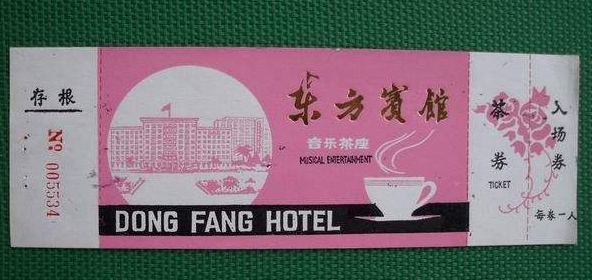 存根
Nº 005534
东方宾馆
音乐茶座
MUSICAL ENTERTAINMENT
DONG FANG HOTEL
茶券
TICKET
入场券
每券一人